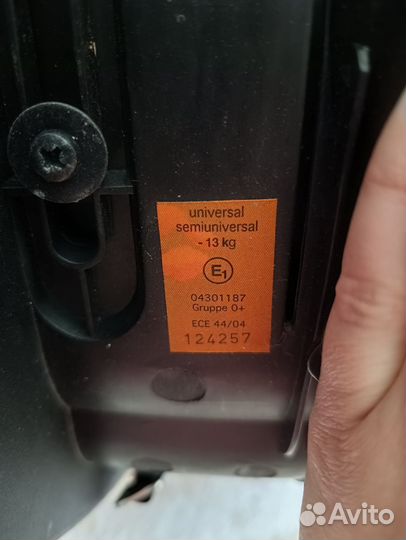 universal
semiuniversal
- 13 kg
E1
04301187
Gruppe 0+
ECE 44/04
124257
Avito